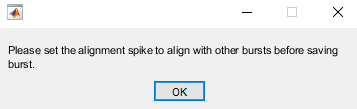 Please set the alignment spike to align with other bursts before saving
burst.
OK